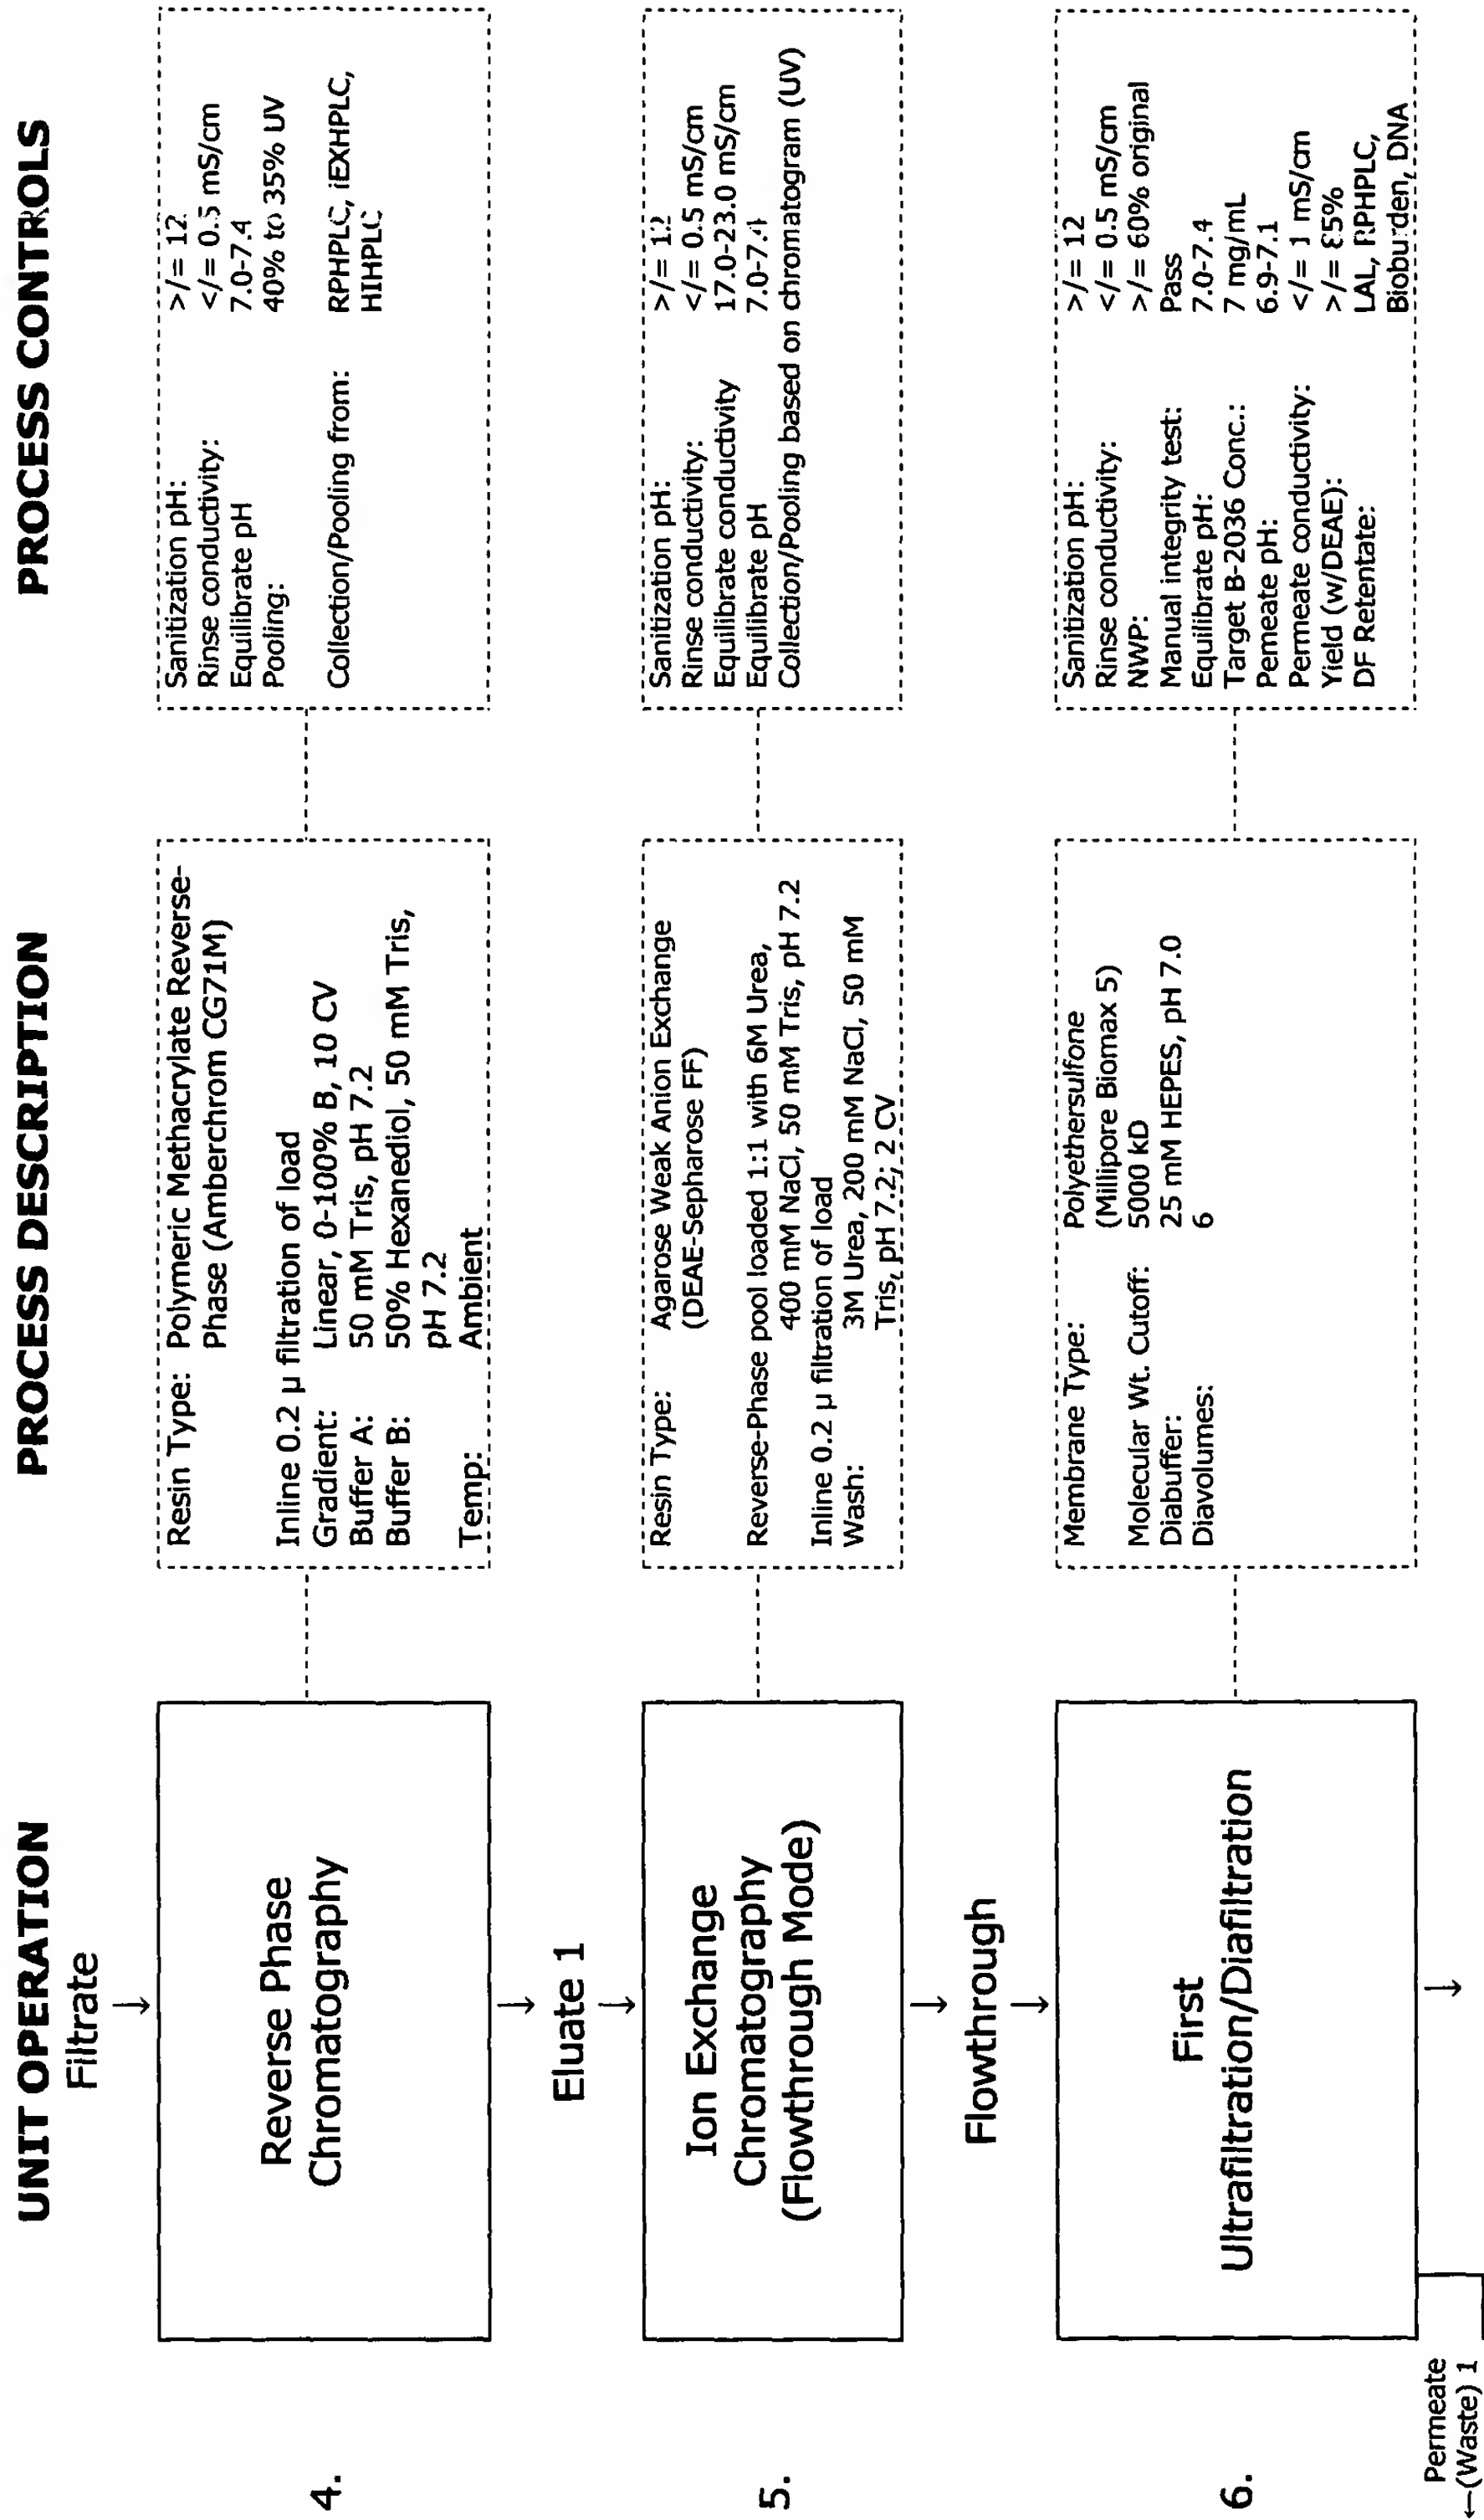 UNIT OPERATION
PROCESS DESCRIPTION
PROCESS CONTROLS
Filtrate
→
4.
Reverse Phase
Chromatography
Resin Type: Polymeric Methacrylate Reverse-
Phase (Amberchrom CG71M)
Inline 0.2 µ filtration of load
Gradient: Linear, 0-100% B, 10 CV
Buffer A: 50 mM Tris, pH 7.2
Buffer B: 50% Hexanediol, 50 mM Tris,
pH 7.2
Temp: Ambient
Sanitization pH: >/= 12
Rinse conductivity: </= 0.5 mS/cm
Equilibrate pH 7.0-7.4
Pooling: 40% to 35% UV
Collection/Pooling from: RPHPLC, iEXHPLC,
HIHPLC
→
Eluate 1
→
5.
Ion Exchange
Chromatography
(Flowthrough Mode)
Resin Type: Agarose Weak Anion Exchange
(DEAE-Sepharose FF)
Reverse-Phase pool loaded 1:1 with 6M Urea,
400 mM NaCl, 50 mM Tris, pH 7.2
Inline 0.2 µ filtration of load
Wash: 3M Urea, 200 mM NaCl, 50 mM
Tris, pH 7.2; 2 CV
Sanitization pH: >/= 12
Rinse conductivity: </= 0.5 mS/cm
Equilibrate conductivity 17.0-23.0 mS/cm
Equilibrate pH 7.0-7.4
Collection/Pooling based on chromatogram (UV)
→
Flowthrough
→
6.
First
Ultrafiltration/Diafiltration
Membrane Type: Polyethersulfone
(Millipore Biomax 5)
Molecular Wt. Cutoff: 5000 kD
Diabuffer: 25 mM HEPES, pH 7.0
Diavolumes: 6
Sanitization pH: >/= 12
Rinse conductivity: </= 0.5 mS/cm
NWP: >/= 60% original
Manual integrity test: Pass
Equilibrate pH: 7.0-7.4
Target B-2036 Conc.: 7 mg/mL
Pemeate pH: 6.9-7.1
Permeate conductivity: </= 1 mS/cm
Yield (w/DEAE): >/= 85%
DF Retentate: LAL, RPHPLC,
Bioburden, DNA
→
Permeate
←(Waste) 1